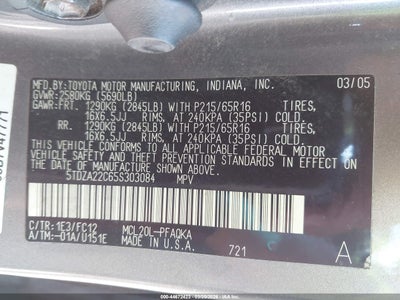 MFD.BY:TOYOTA MOTOR MANUFACTURING, INDIANA, INC. 03/05
GVWR:2580KG (5690LB)
GAWR:FRT. 1290KG (2845LB) WITH P215/65R16 TIRES,
16X6.5JJ RIMS, AT 240KPA (35PSI) COLD
RR. 1290KG (2845LB) WITH P215/65R16 TIRES,
16X6.5JJ RIMS, AT 240KPA (35PSI) COLD
THIS VEHICLE CONFORMS TO ALL APPLICABLE FEDERAL MOTOR
VEHICLE SAFETY AND THEFT PREVENTION STANDARDS IN EFFECT
ON THE DATE OF MANUFACTURE SHOWN ABOVE.
5TDZA22C65S303084 MPV
C/TR:1E3/FC12 MCL20L-PFAQKA
A/TM:-01A/U151E MADE IN U.S.A. 721 A